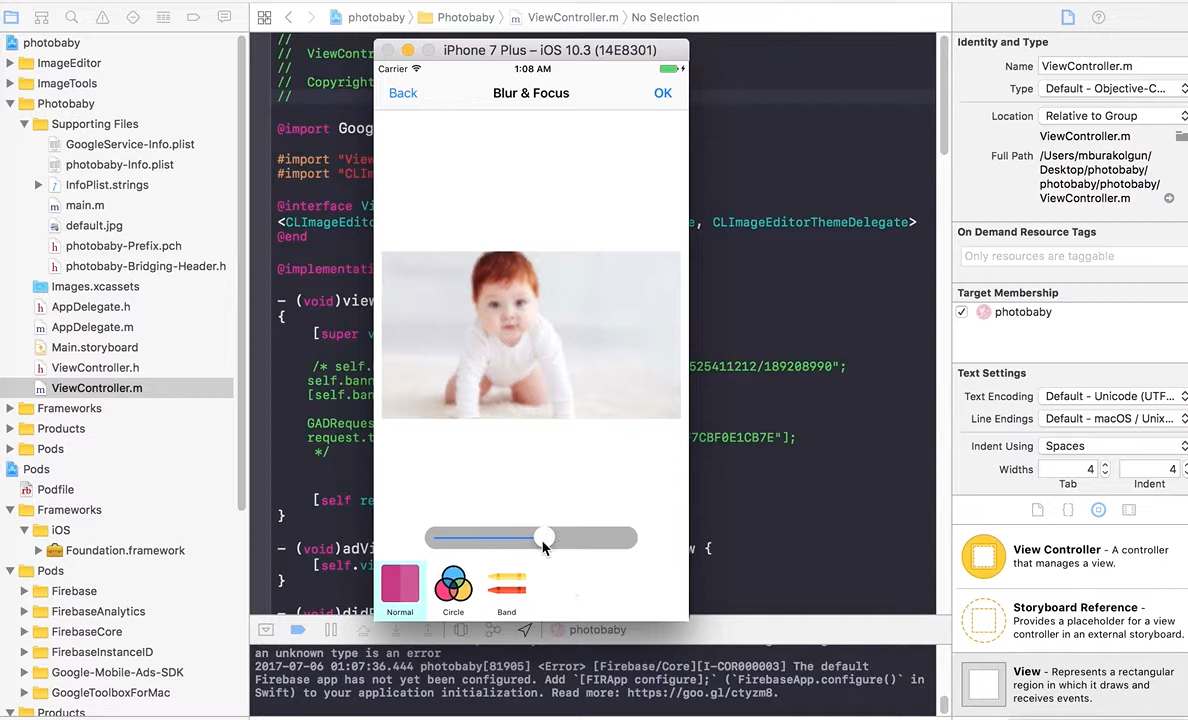 photobaby
Photobaby
ViewController.m
No Selection
photobaby
ImageEditor
ImageTools
Photobaby
Supporting Files
GoogleService-Info.plist
photobaby-Info.plist
InfoPlist.strings
main.m
default.jpg
photobaby-Prefix.pch
photobaby-Bridging-Header.h
Images.xcassets
AppDelegate.h
AppDelegate.m
Main.storyboard
ViewController.h
ViewController.m
Frameworks
Products
Pods
Pods
Podfile
Frameworks
iOS
Foundation.framework
Pods
Firebase
FirebaseAnalytics
FirebaseCore
FirebaseInstanceID
Google-Mobile-Ads-SDK
GoogleToolboxForMac
Products
//
// ViewContr
//
// Copyright
//
@import Goog
#import "View
#import "CLIm
@interface Vi
<CLImageEdito
e, CLImageEditorThemeDelegate>
@end
@implementati
- (void)view
{
[super v
/* self.
525411212/189208990";
self.bann
[self.ban
GADReques
request.t
F7CBF0E1CB7E"];
*/
[self re
}
- (void)adVi
w {
[self.vi
}
- (void)didR
iPhone 7 Plus – iOS 10.3 (14E8301)
Carrier
1:08 AM
Back
Blur & Focus
OK
Normal
Circle
Band
photobaby
an unknown type is an error
2017-07-06 01:07:36.444 photobaby[81905] <Error> [Firebase/Core][I-COR000003] The default
Firebase app has not yet been configured. Add `[FIRApp configure];` (`FirebaseApp.configure()` in
Swift) to your application initialization. Read more: https://goo.gl/ctyzm8.
Identity and Type
Name
ViewController.m
Type
Default - Objective-C...
Location
Relative to Group
ViewController.m
Full Path
/Users/mburakolgun/
Desktop/photobaby/
photobaby/photobaby/
ViewController.m
On Demand Resource Tags
Only resources are taggable
Target Membership
photobaby
Text Settings
Text Encoding
Default - Unicode (UTF...
Line Endings
Default - macOS / Unix...
Indent Using
Spaces
Widths
4
4
Tab
Indent
View Controller - A controller
that manages a view.
Storyboard Reference -
Provides a placeholder for a view
controller in an external storyboard.
View - Represents a rectangular
region in which it draws and
receives events.